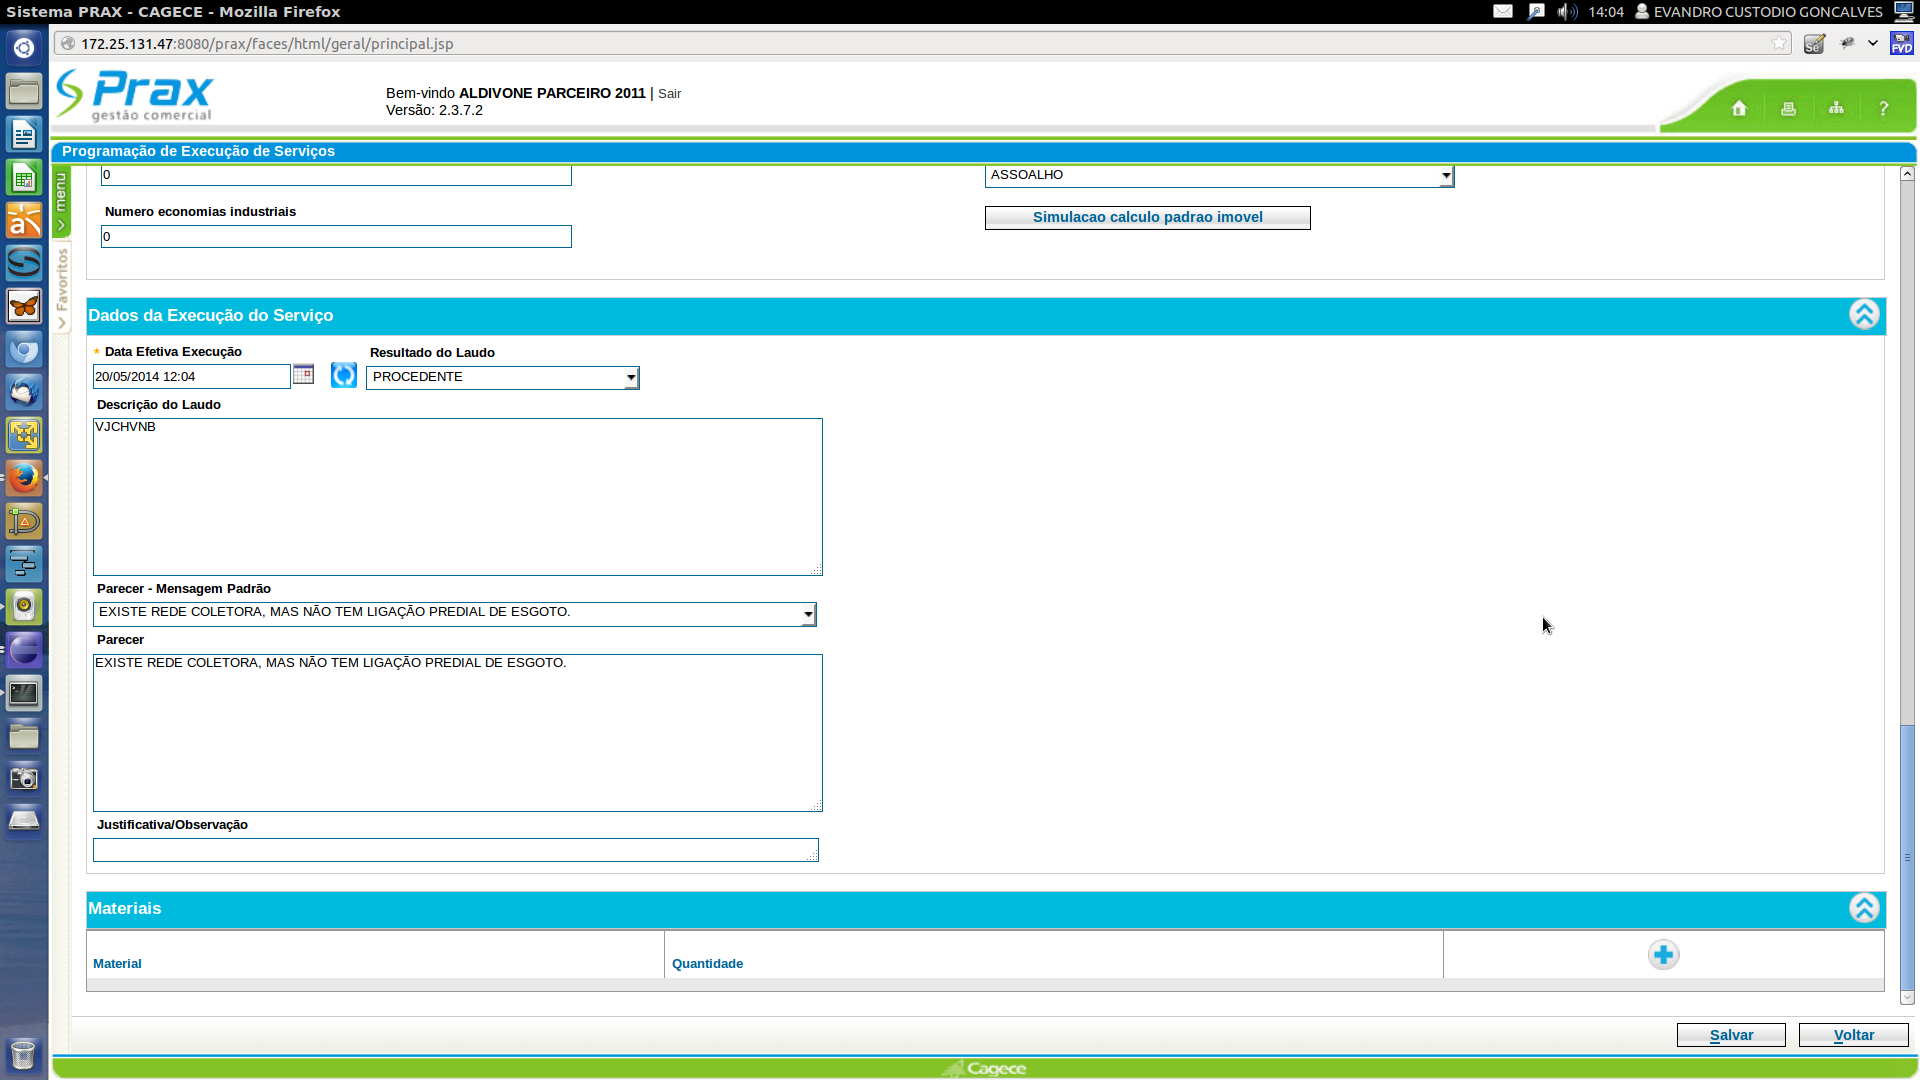 Sistema PRAX - CAGECE - Mozilla Firefox
14:04 EVANDRO CUSTODIO GONCALVES
172.25.131.47:8080/prax/faces/html/geral/principal.jsp
Se
FVD
Prax
gestão comercial
Bem-vindo ALDIVONE PARCEIRO 2011 | Sair
Versão: 2.3.7.2
?
Programação de Execução de Serviços
menu
Favoritos
0
ASSOALHO
Numero economias industriais
Simulacao calculo padrao imovel
0
Dados da Execução do Serviço
* Data Efetiva Execução
Resultado do Laudo
20/05/2014 12:04
PROCEDENTE
Descrição do Laudo
VJCHVNB
Parecer - Mensagem Padrão
EXISTE REDE COLETORA, MAS NÃO TEM LIGAÇÃO PREDIAL DE ESGOTO.
Parecer
EXISTE REDE COLETORA, MAS NÃO TEM LIGAÇÃO PREDIAL DE ESGOTO.
Justificativa/Observação
Materiais
Material
Quantidade
Salvar
Voltar
Cagece